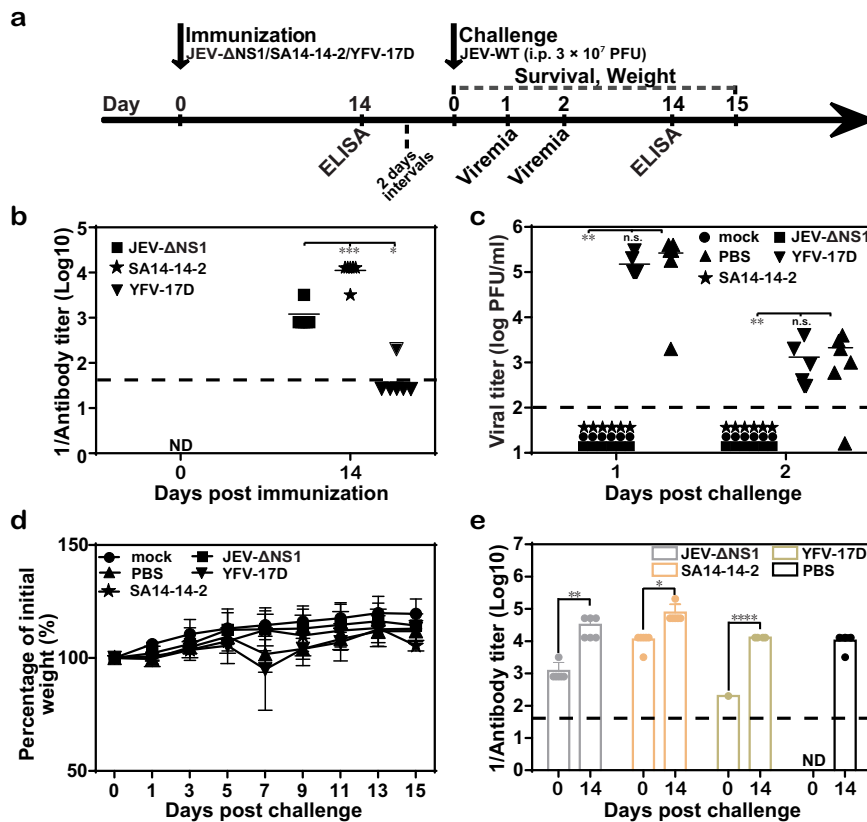 a
Immunization
JEV-ΔNS1/SA14-14-2/YFV-17D
Challenge
JEV-WT (i.p. 3 × 10⁷ PFU)
Survival, Weight
Day 0 14 0 1 2 14 15
ELISA
2 days intervals
Viremia
Viremia
ELISA
b
1/Antibody titer (Log10)
5
4
3
2
1
0
JEV-ΔNS1
SA14-14-2
YFV-17D
*** *
ND
0 14
Days post immunization
c
Viral titer (log PFU/ml)
6
5
4
3
2
1
mock JEV-ΔNS1
PBS YFV-17D
SA14-14-2
** n.s.
** n.s.
1 2
Days post challenge
d
Percentage of initial weight (%)
150
100
50
mock JEV-ΔNS1
PBS YFV-17D
SA14-14-2
0 1 3 5 7 9 11 13 15
Days post challenge
e
1/Antibody titer (Log10)
7
6
5
4
3
2
1
0
JEV-ΔNS1 YFV-17D
SA14-14-2 PBS
** * ****
ND
0 14 0 14 0 14 0 14
Days post challenge